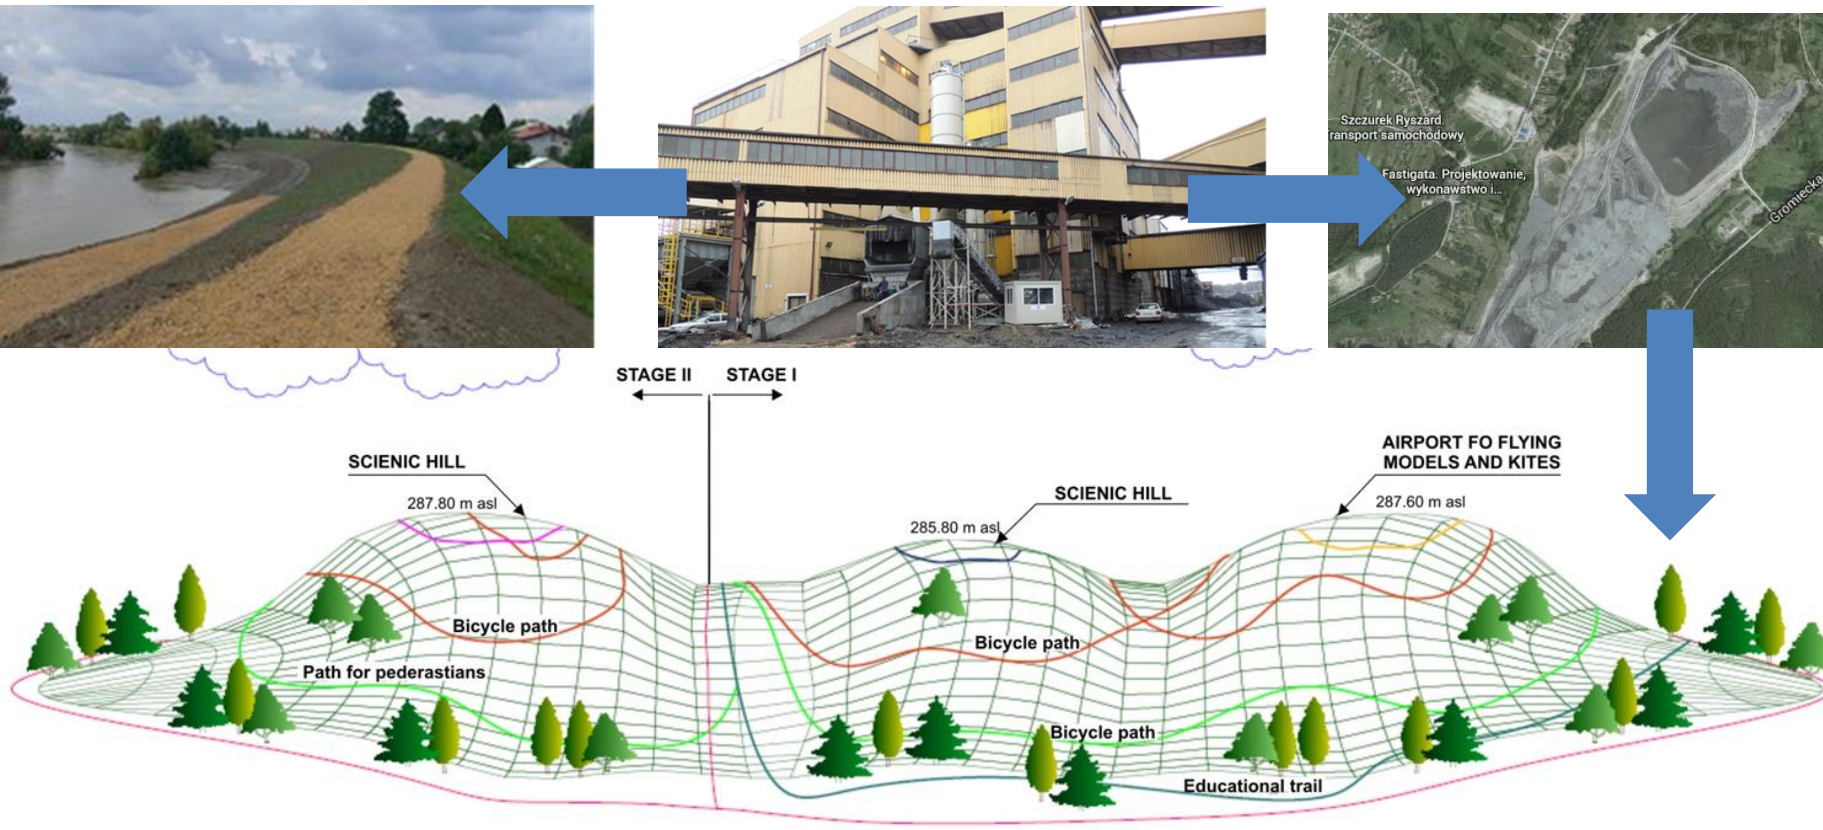 Szczurek Ryszard.
Transport samochodowy
Fastigata. Projektowanie,
wykonawstwo i...
Gromiecka
STAGE II
STAGE I
SCIENIC HILL
287.80 m asl
SCIENIC HILL
285.80 m asl
AIRPORT FO FLYING
MODELS AND KITES
287.60 m asl
Bicycle path
Bicycle path
Path for pederastians
Bicycle path
Educational trail